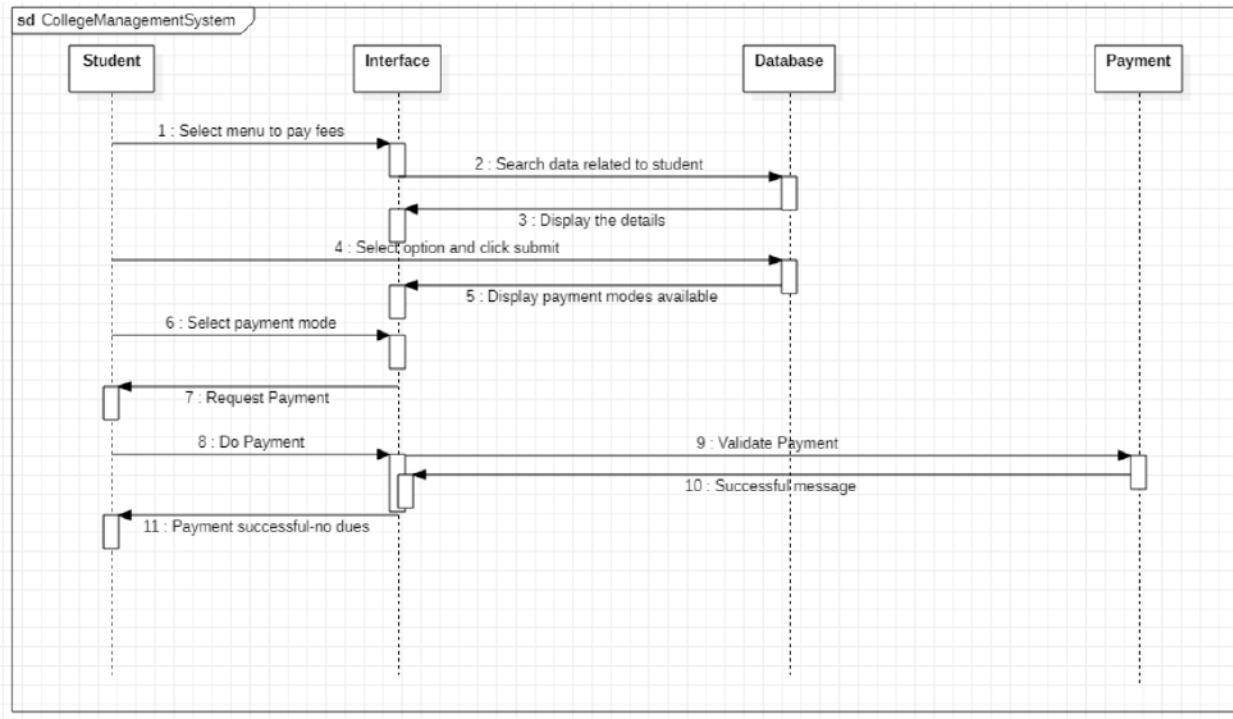 sd CollegeManagementSystem
Student
Interface
Database
Payment
1 : Select menu to pay fees
2 : Search data related to student
3 : Display the details
4 : Select option and click submit
5 : Display payment modes available
6 : Select payment mode
7 : Request Payment
8 : Do Payment
9 : Validate Payment
10 : Successful message
11 : Payment successful-no dues